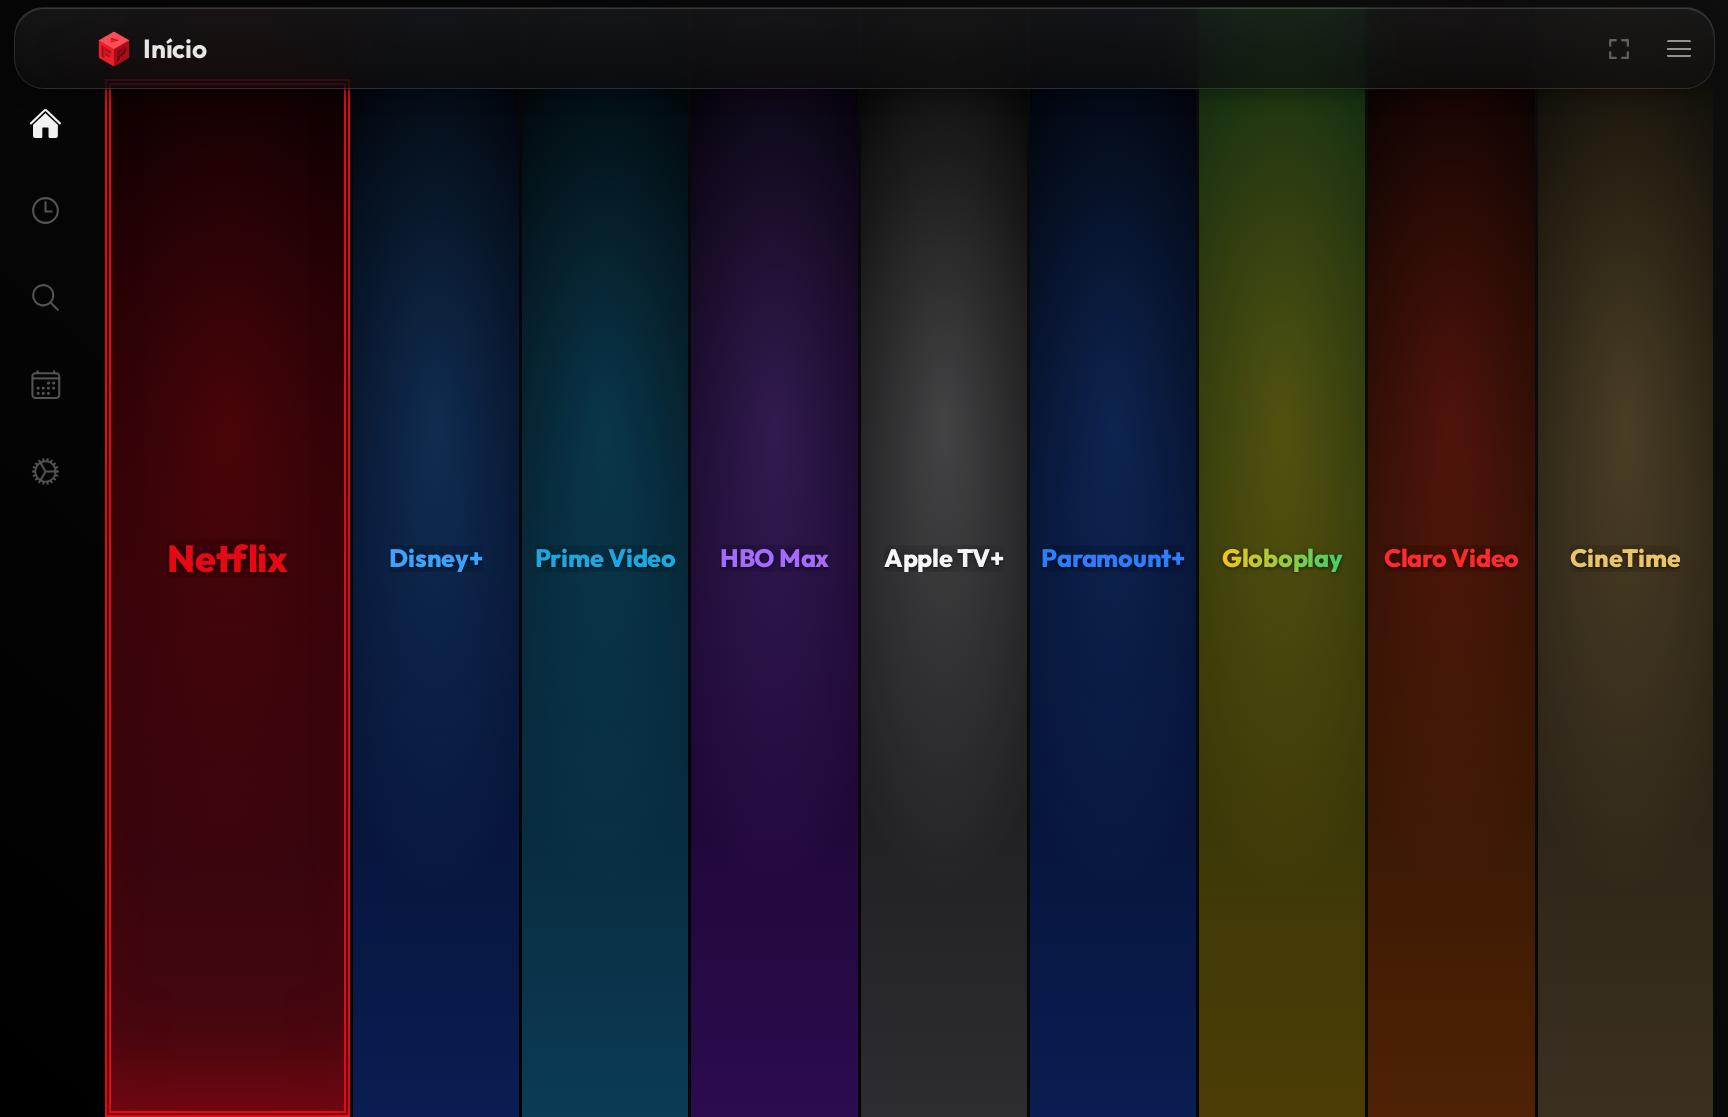 Início
Netflix
Disney+
Prime Video
HBO Max
Apple TV+
Paramount+
Globoplay
Claro Video
CineTime